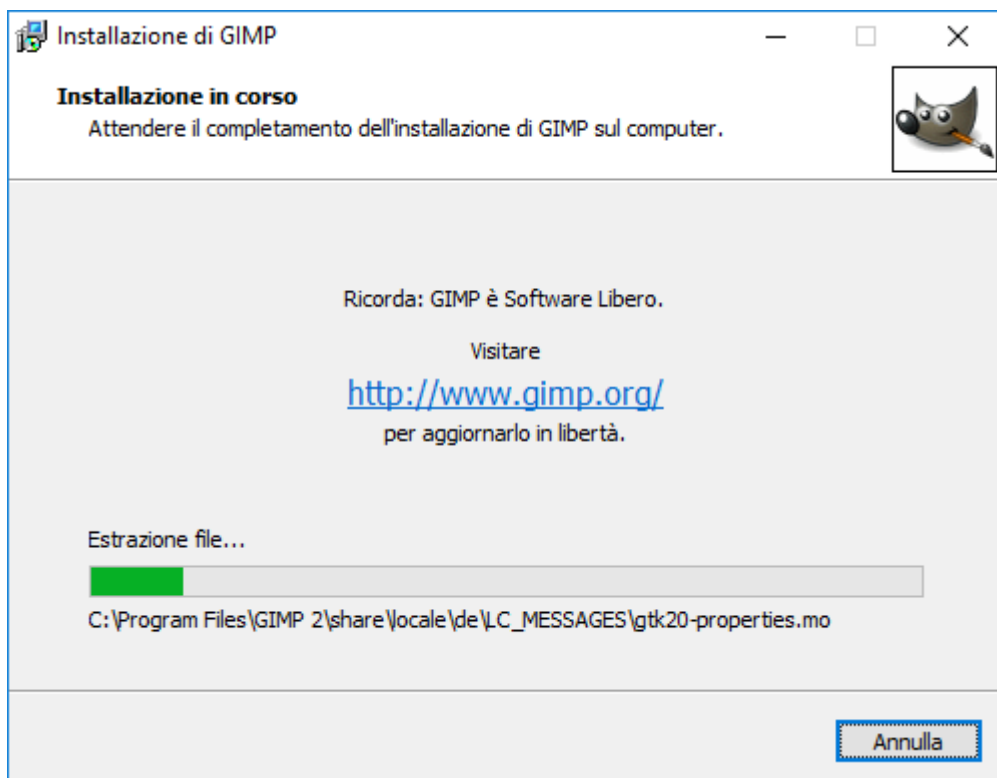 Installazione di GIMP
Installazione in corso
Attendere il completamento dell'installazione di GIMP sul computer.
Ricorda: GIMP è Software Libero.
Visitare
http://www.gimp.org/
per aggiornarlo in libertà.
Estrazione file...
C:\Program Files\GIMP 2\share\locale\de\LC_MESSAGES\gtk20-properties.mo
Annulla